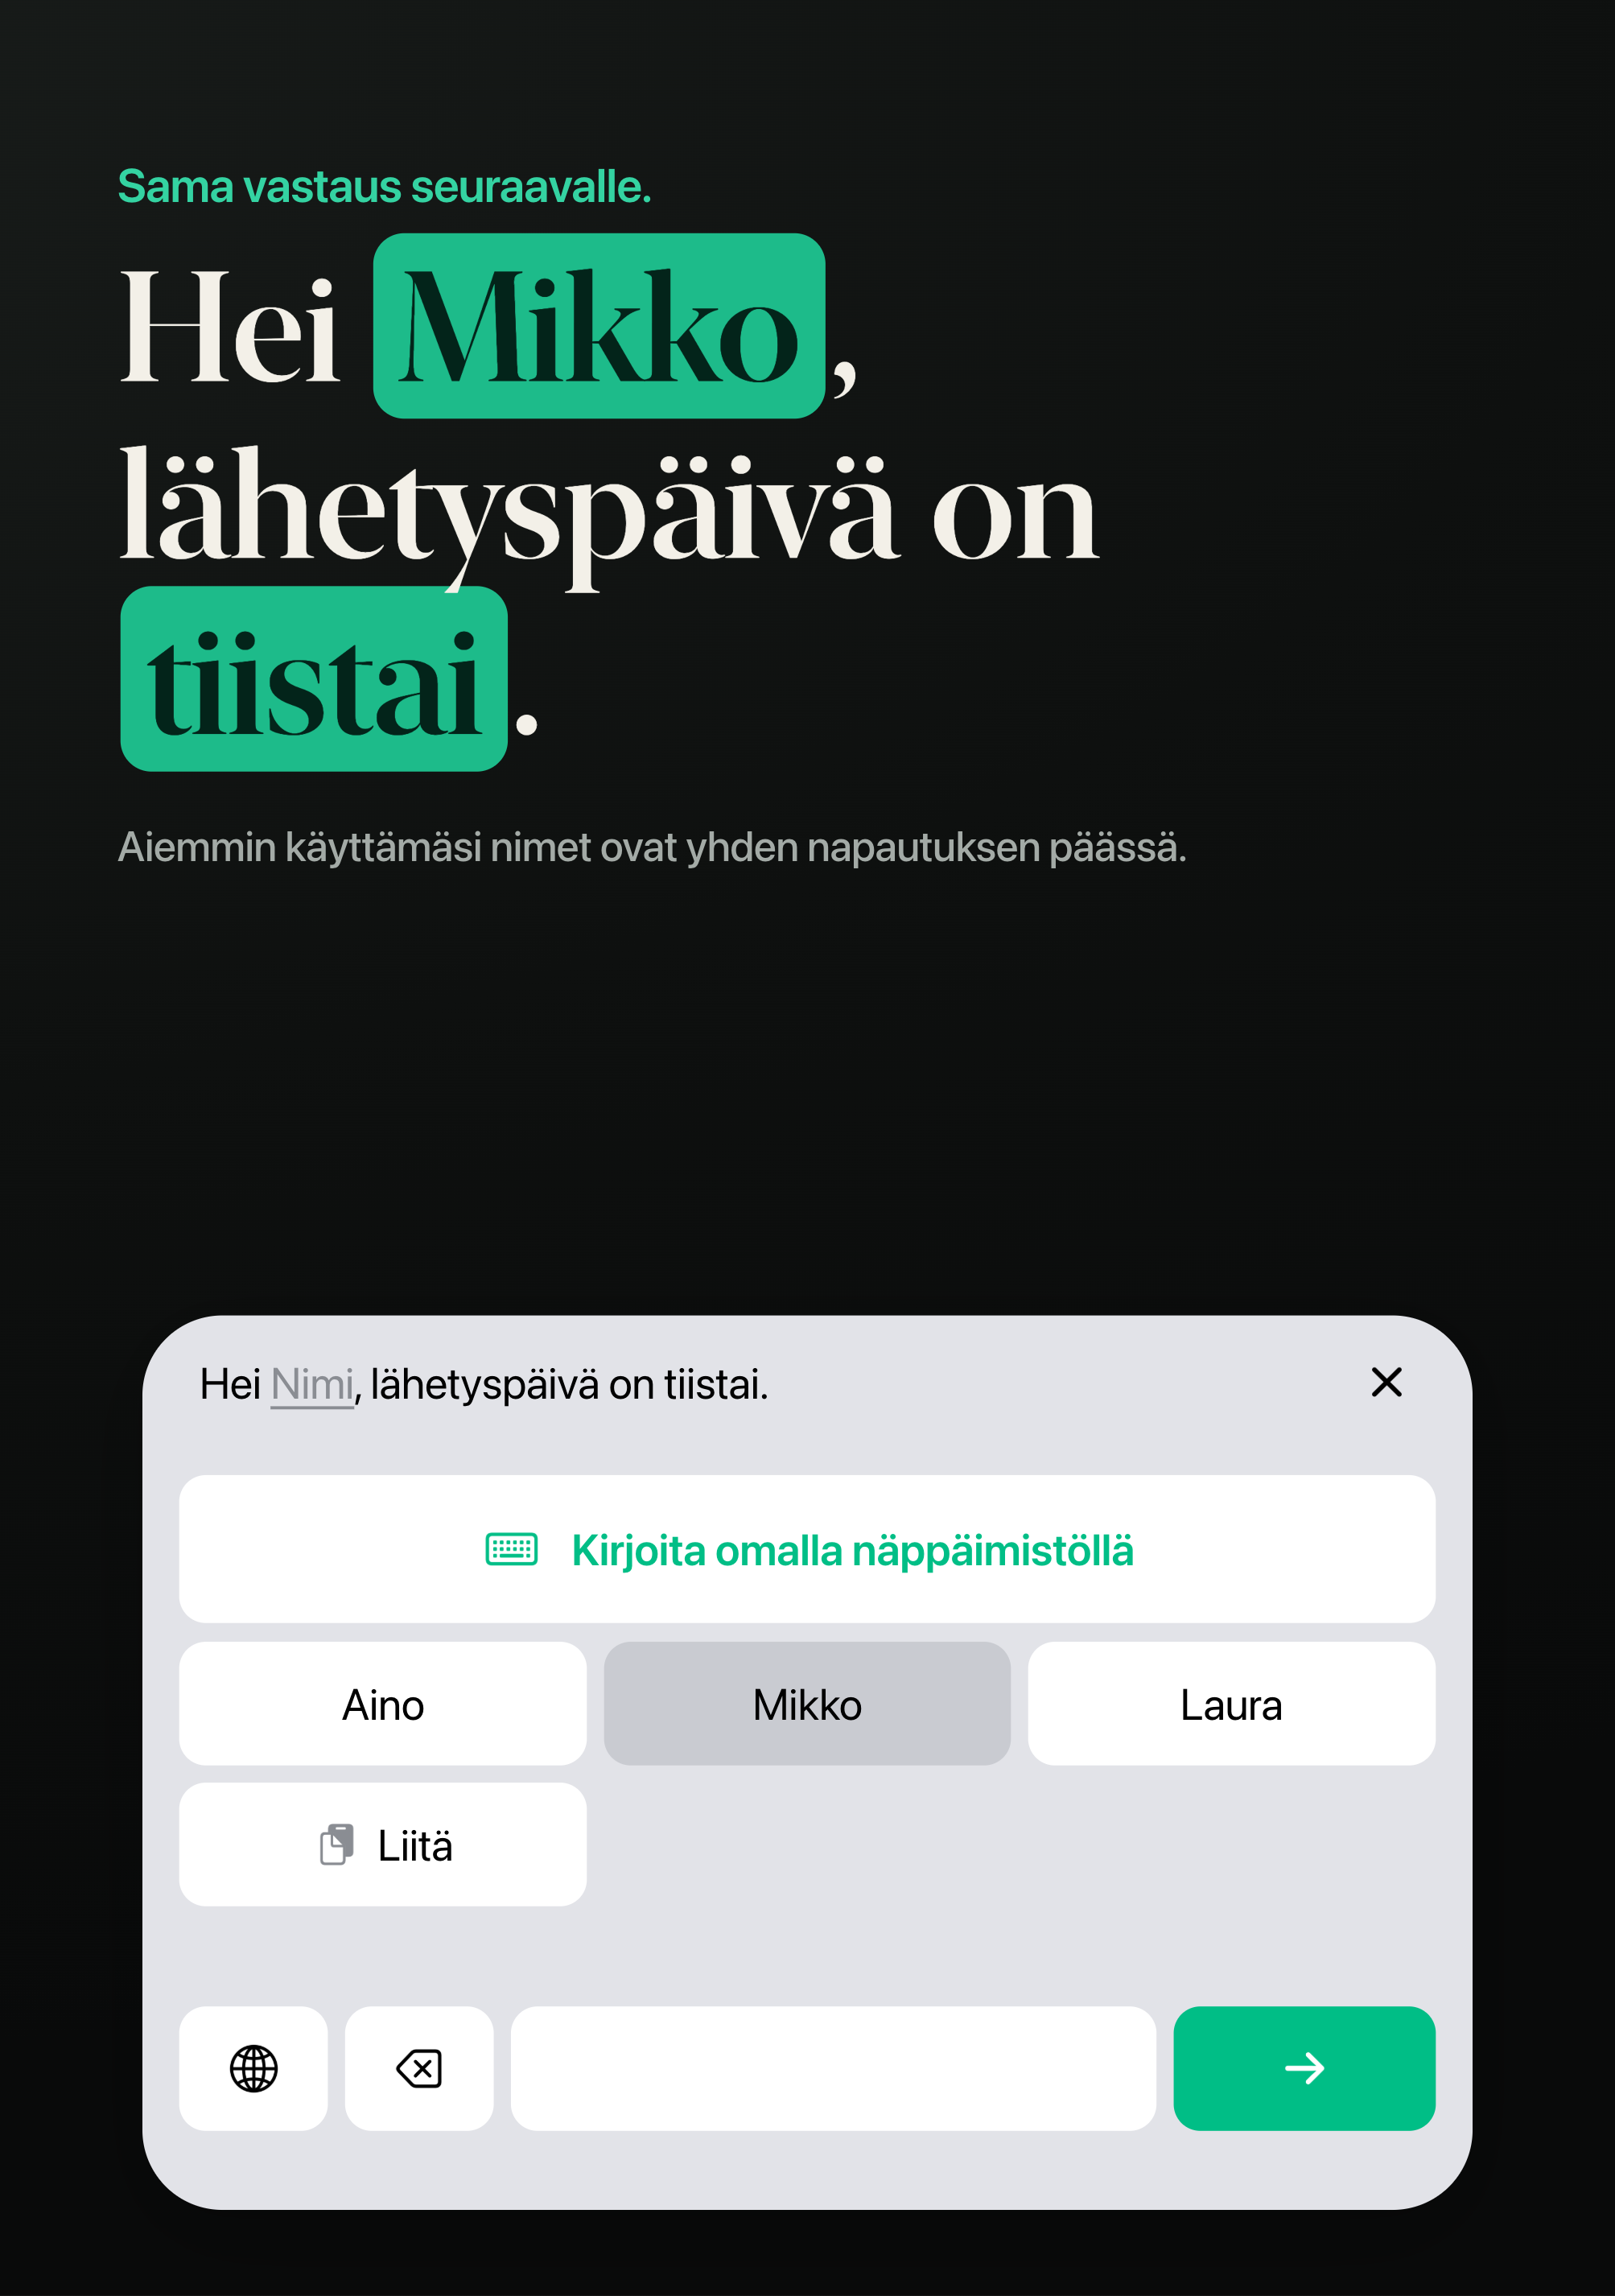 Sama vastaus seuraavalle.
Hei Mikko,
lähetyspäivä on
tiistai.
Aiemmin käyttämäsi nimet ovat yhden napautuksen päässä.
Hei Nimi, lähetyspäivä on tiistai.
Kirjoita omalla näppäimistöllä
Aino
Mikko
Laura
Liitä